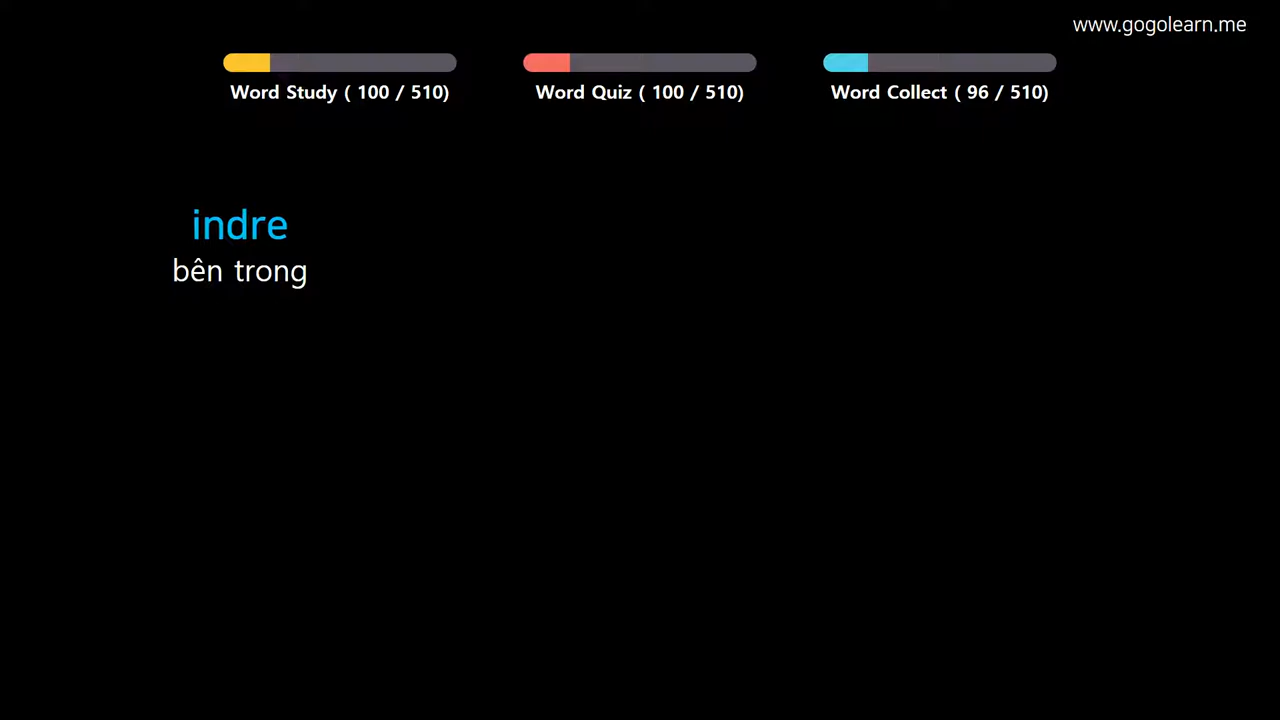 www.gogolearn.me
Word Study ( 100 / 510)
Word Quiz ( 100 / 510)
Word Collect ( 96 / 510)
indre
bên trong